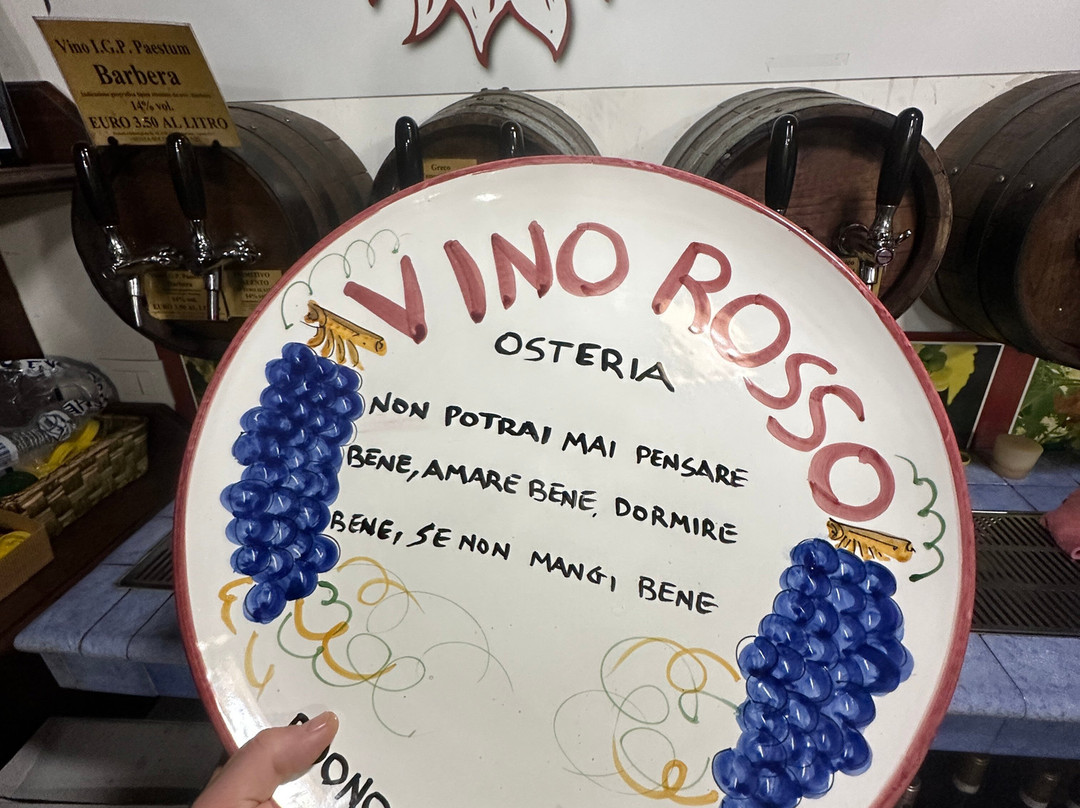 Vino I.G.P. Paestum
Barbera
14% vol.
EURO 3.50 AL LITRO
Greco
VINO ROSSO
OSTERIA
NON POTRAI MAI PENSARE
BENE, AMARE BENE, DORMIRE
BENE, SE NON MANGI BENE